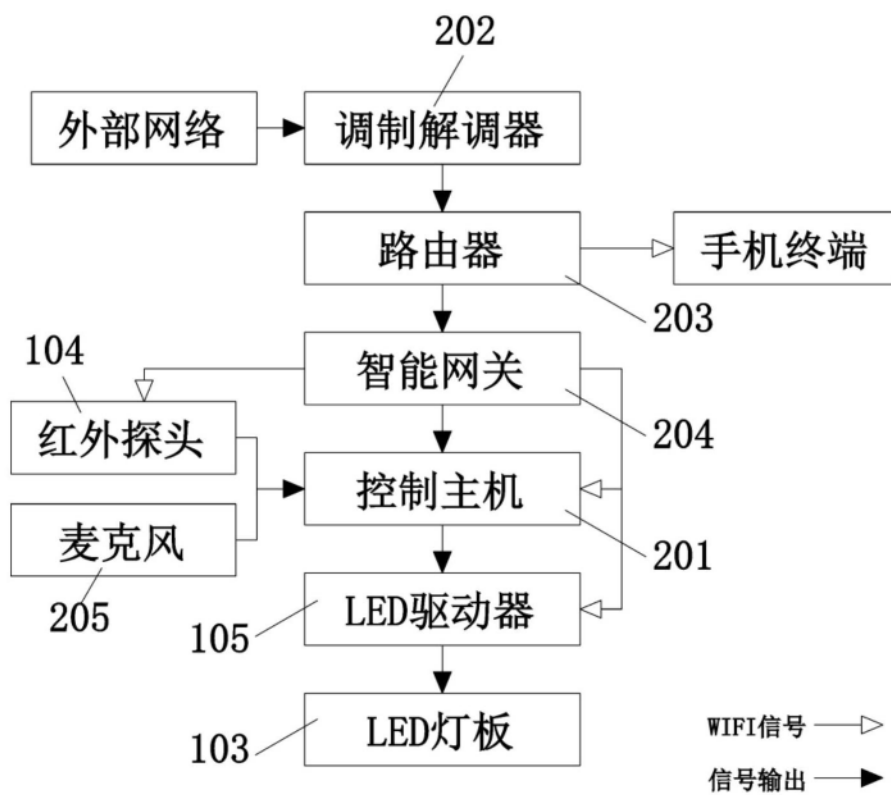 202
外部网络
调制解调器
路由器
手机终端
203
104
智能网关
204
红外探头
控制主机
麦克风
201
205
LED驱动器
105
LED灯板
103
WIFI信号
信号输出